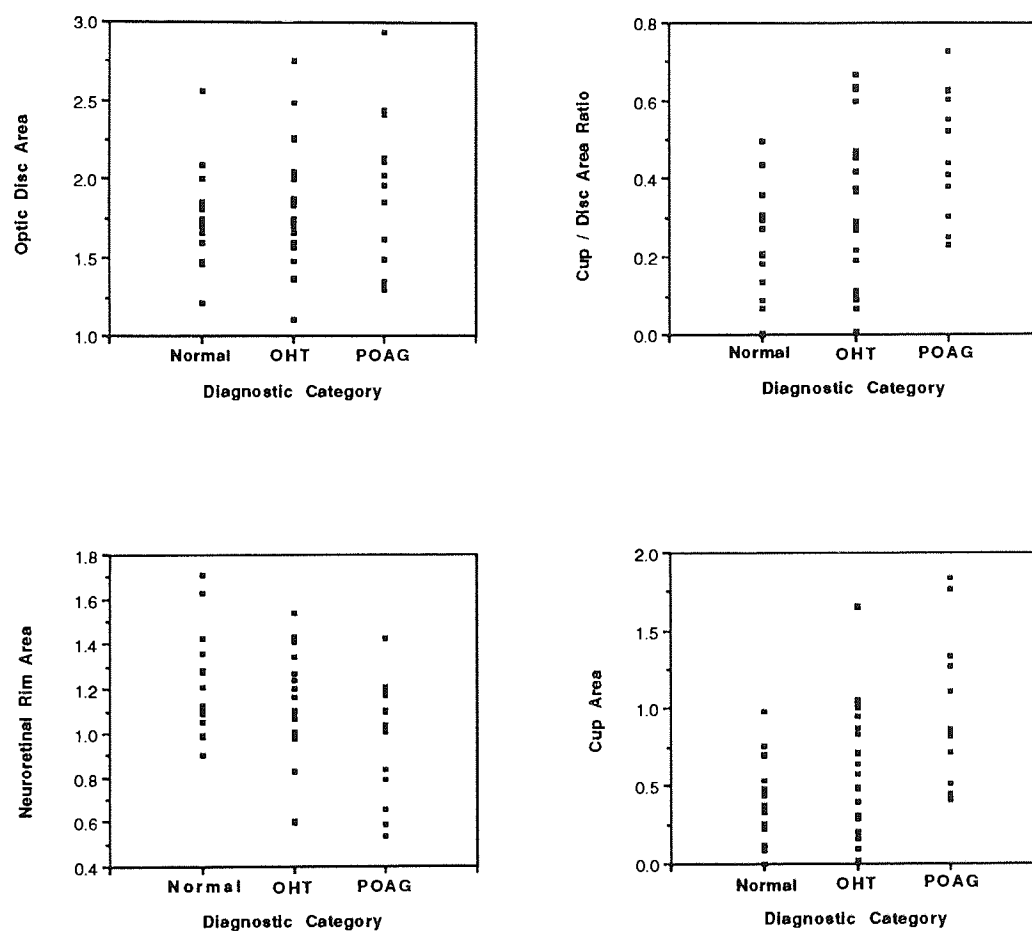 Optic Disc Area
3.0
2.5
2.0
1.5
1.0
Normal OHT POAG
Diagnostic Category
Cup / Disc Area Ratio
0.8
0.6
0.4
0.2
0.0
Normal OHT POAG
Diagnostic Category
Neuroretinal Rim Area
1.8
1.6
1.4
1.2
1.0
0.8
0.6
0.4
Normal OHT POAG
Diagnostic Category
Cup Area
2.0
1.5
1.0
0.5
0.0
Normal OHT POAG
Diagnostic Category